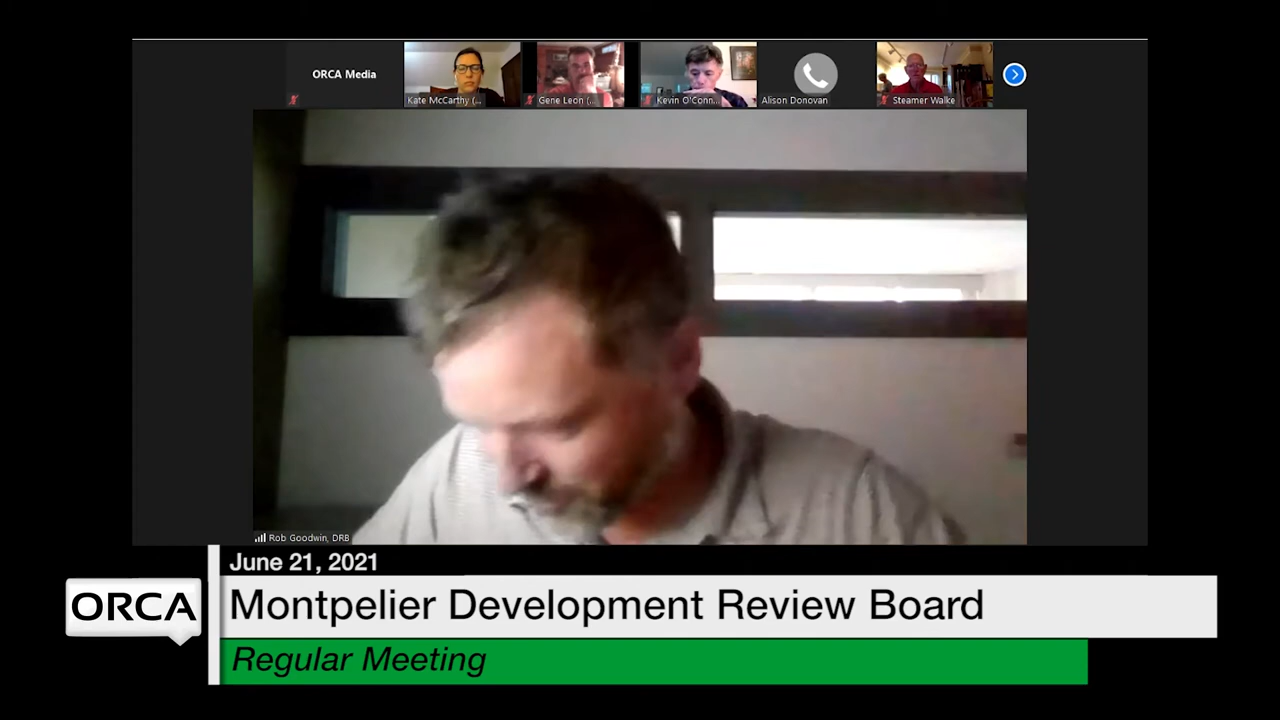 ORCA Media
Kate McCarthy (...
Gene Leon (...
Kevin O'Conn...
Alison Donovan
Steamer Walke
Rob Goodwin, DRB
June 21, 2021
ORCA
Montpelier Development Review Board
Regular Meeting